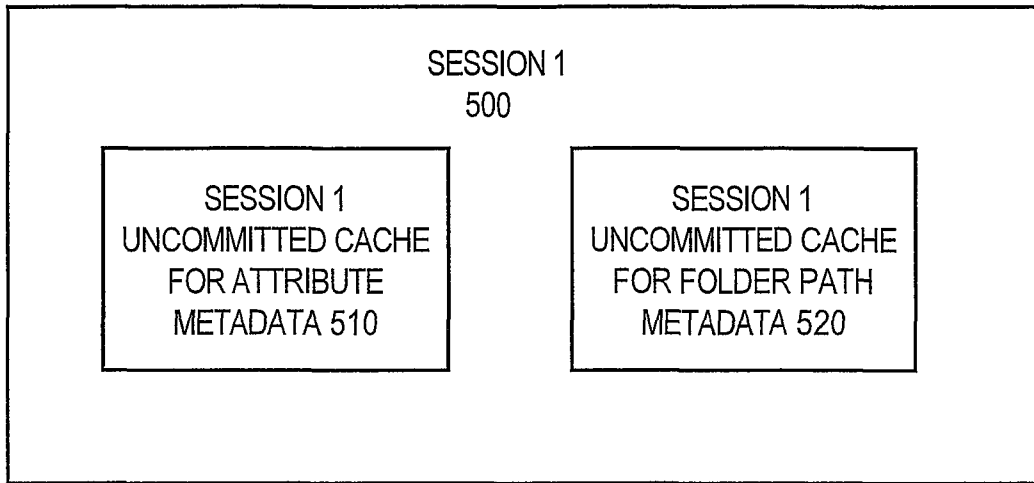 SESSION 1
500
SESSION 1
UNCOMMITTED CACHE
FOR ATTRIBUTE
METADATA 510
SESSION 1
UNCOMMITTED CACHE
FOR FOLDER PATH
METADATA 520